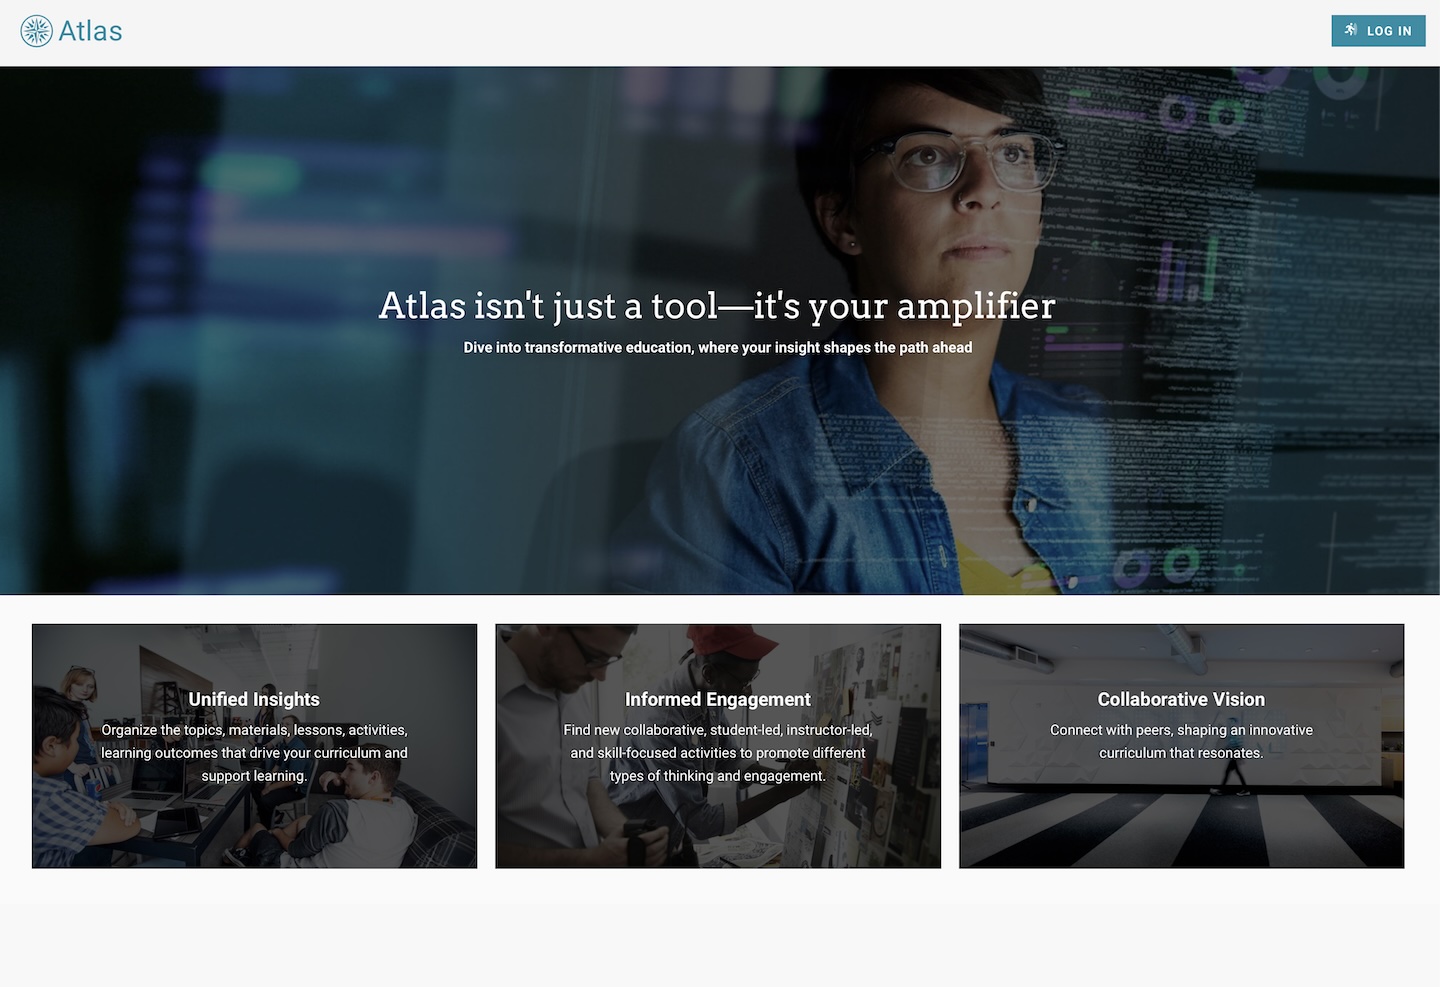 Atlas
LOG IN
Atlas isn't just a tool—it's your amplifier
Dive into transformative education, where your insight shapes the path ahead
Unified Insights
Organize the topics, materials, lessons, activities,
learning outcomes that drive your curriculum and
support learning.
Informed Engagement
Find new collaborative, student-led, instructor-led,
and skill-focused activities to promote different
types of thinking and engagement.
Collaborative Vision
Connect with peers, shaping an innovative
curriculum that resonates.